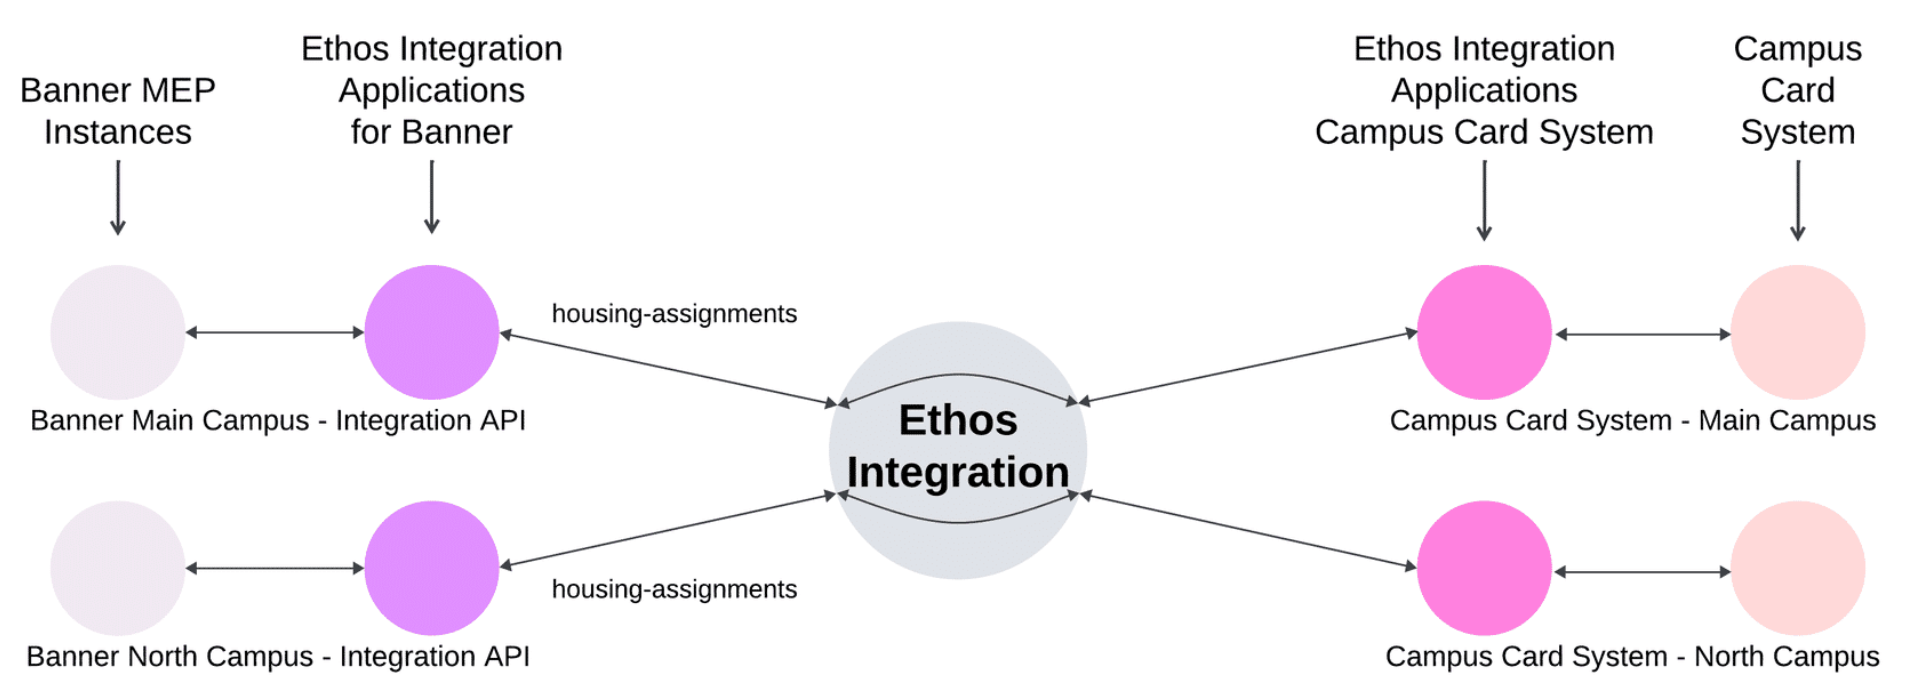 Banner MEP
Instances
Ethos Integration
Applications
for Banner
Ethos Integration
Applications
Campus Card System
Campus
Card
System
housing-assignments
Banner Main Campus - Integration API
Ethos
Integration
Campus Card System - Main Campus
housing-assignments
Banner North Campus - Integration API
Campus Card System - North Campus